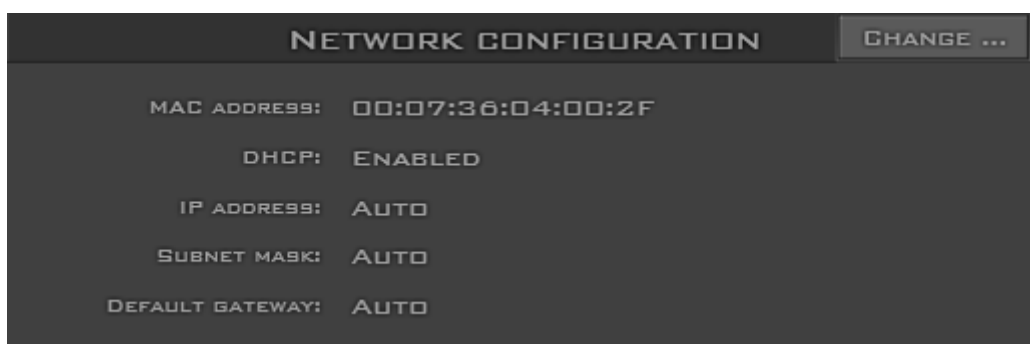 NETWORK CONFIGURATION
CHANGE ...
MAC ADDRESS: 00:07:36:04:00:2F
DHCP: ENABLED
IP ADDRESS: AUTO
SUBNET MASK: AUTO
DEFAULT GATEWAY: AUTO